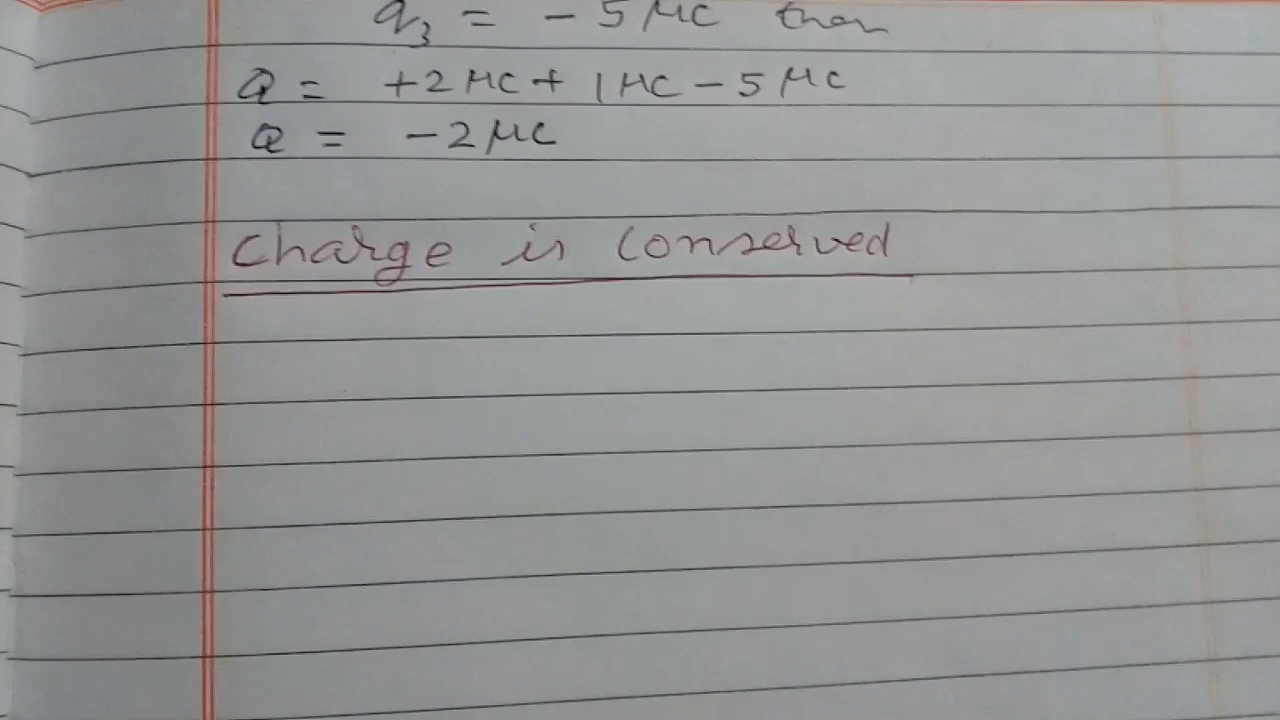 q₃ = - 5 μC then
Q = +2 μC + 1 μC - 5 μC
Q = - 2 μC
Charge is conserved